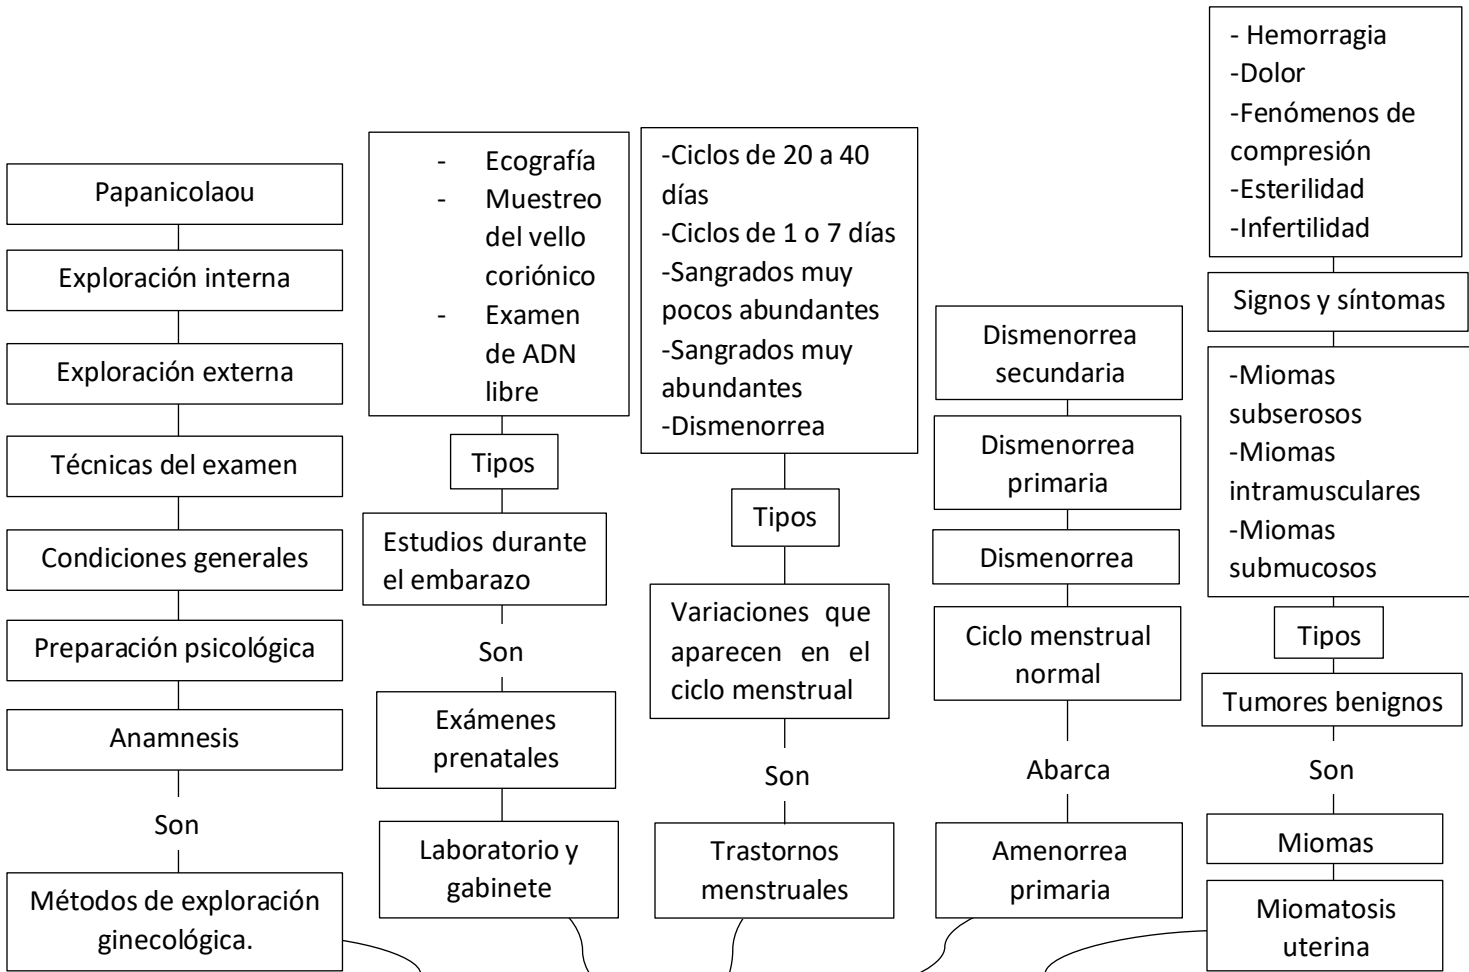 Papanicolaou
Exploración interna
Exploración externa
Técnicas del examen
Condiciones generales
Preparación psicológica
Anamnesis
Son
Métodos de exploración
ginecológica.
- Ecografía
- Muestreo
del vello
coriónico
- Examen
de ADN
libre
Tipos
Estudios durante
el embarazo
Son
Exámenes
prenatales
Laboratorio y
gabinete
-Ciclos de 20 a 40
días
-Ciclos de 1 o 7 días
-Sangrados muy
pocos abundantes
-Sangrados muy
abundantes
-Dismenorrea
Tipos
Variaciones que
aparecen en el
ciclo menstrual
Son
Trastornos
menstruales
Dismenorrea
secundaria
Dismenorrea
primaria
Dismenorrea
Ciclo menstrual
normal
Abarca
Amenorrea
primaria
- Hemorragia
-Dolor
-Fenómenos de
compresión
-Esterilidad
-Infertilidad
Signos y síntomas
-Miomas
subserosos
-Miomas
intramusculares
-Miomas
submucosos
Tipos
Tumores benignos
Son
Miomas
Miomatosis
uterina